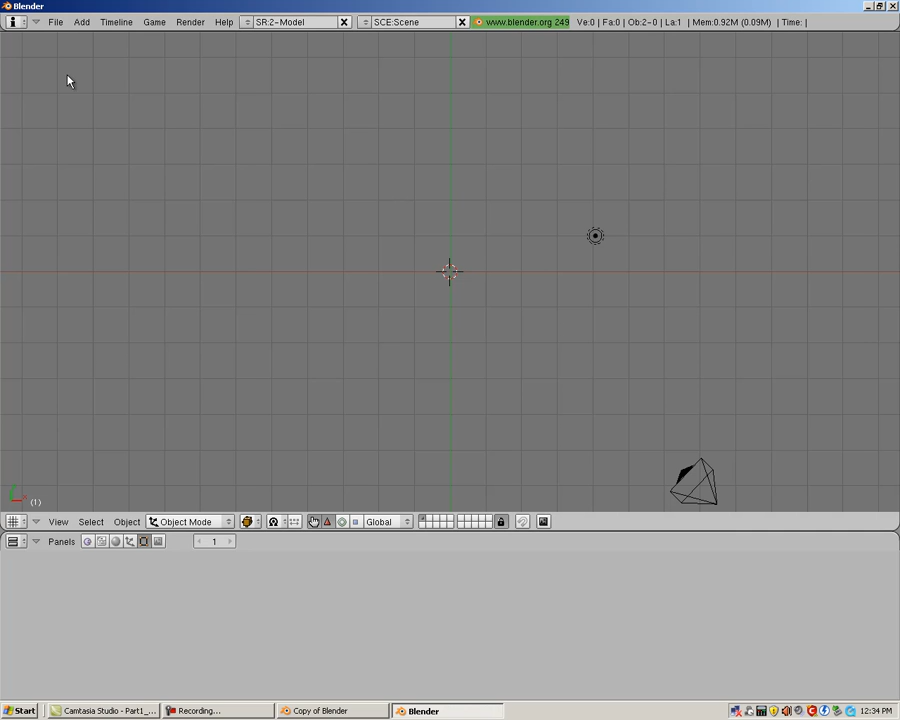 Blender
File Add Timeline Game Render Help SR:2-Model SCE:Scene www.blender.org 249 Ve:0 | Fa:0 | Ob:2-0 | La:1 | Mem:0.92M (0.09M) | Time: |
(1)
View Select Object Object Mode Global
Panels 1
Start Camtasia Studio - Part1_... Recording... Copy of Blender Blender 12:34 PM